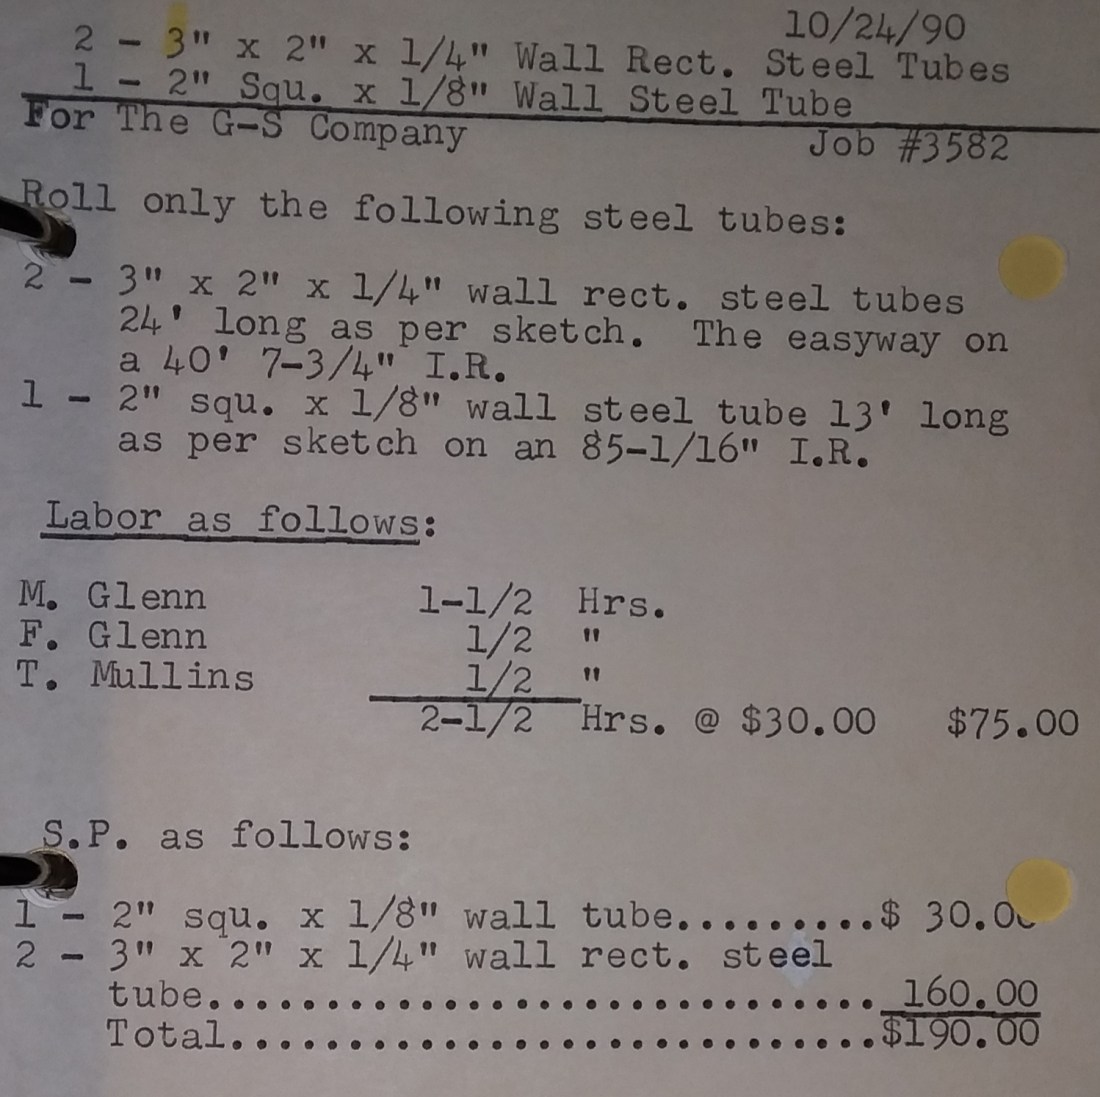 10/24/90
2 - 3" x 2" x 1/4" Wall Rect. Steel Tubes
1 - 2" Squ. x 1/8" Wall Steel Tube
For The G-S Company Job #3582
Roll only the following steel tubes:
2 - 3" x 2" x 1/4" wall rect. steel tubes
24' long as per sketch. The easyway on
a 40' 7-3/4" I.R.
1 - 2" squ. x 1/8" wall steel tube 13' long
as per sketch on an 85-1/16" I.R.
Labor as follows:
M. Glenn 1-1/2 Hrs.
F. Glenn 1/2 "
T. Mullins 1/2 "
2-1/2 Hrs. @ $30.00 $75.00
S.P. as follows:
1 - 2" squ. x 1/8" wall tube.........$ 30.00
2 - 3" x 2" x 1/4" wall rect. steel
tube............................. 160.00
Total............................$190.00